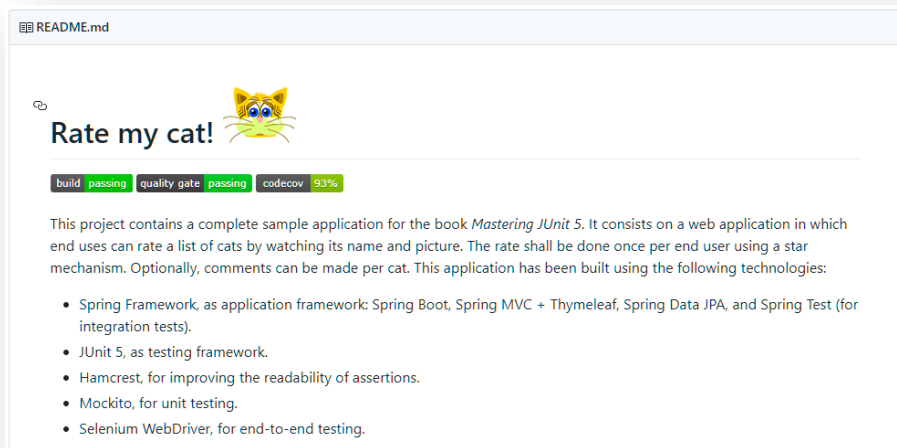 README.md
Rate my cat!
build passing quality gate passing codecov 93%
This project contains a complete sample application for the book Mastering JUnit 5. It consists on a web application in which
end uses can rate a list of cats by watching its name and picture. The rate shall be done once per end user using a star
mechanism. Optionally, comments can be made per cat. This application has been built using the following technologies:
• Spring Framework, as application framework: Spring Boot, Spring MVC + Thymeleaf, Spring Data JPA, and Spring Test (for
integration tests).
• JUnit 5, as testing framework.
• Hamcrest, for improving the readability of assertions.
• Mockito, for unit testing.
• Selenium WebDriver, for end-to-end testing.